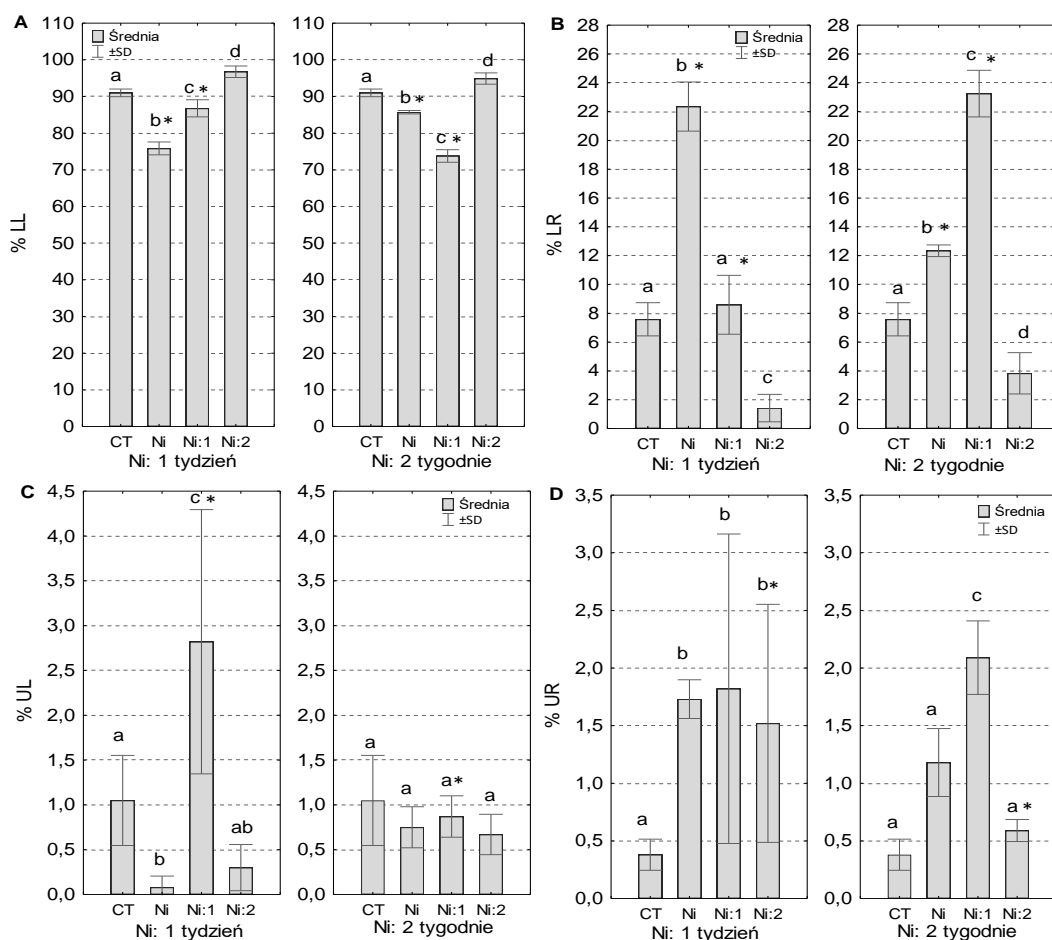 A
Średnia
±SD
% LL
110
100
90
80
70
60
50
40
30
20
10
0
a
b *
c *
d
CT Ni Ni:1 Ni:2
Ni: 1 tydzień
110
100
90
80
70
60
50
40
30
20
10
0
a
b *
c *
d
CT Ni Ni:1 Ni:2
Ni: 2 tygodnie
B
Średnia
±SD
% LR
28
26
24
22
20
18
16
14
12
10
8
6
4
2
0
a
b *
a *
c
CT Ni Ni:1 Ni:2
Ni: 1 tydzień
28
26
24
22
20
18
16
14
12
10
8
6
4
2
0
a
b *
c *
d
CT Ni Ni:1 Ni:2
Ni: 2 tygodnie
C
% UL
4,5
4,0
3,5
3,0
2,5
2,0
1,5
1,0
0,5
0,0
a
b
c *
ab
CT Ni Ni:1 Ni:2
Ni: 1 tydzień
Średnia
±SD
4,5
4,0
3,5
3,0
2,5
2,0
1,5
1,0
0,5
0,0
a
a
a *
a
CT Ni Ni:1 Ni:2
Ni: 2 tygodnie
D
% UR
3,5
3,0
2,5
2,0
1,5
1,0
0,5
0,0
a
b
b
b *
CT Ni Ni:1 Ni:2
Ni: 1 tydzień
Średnia
±SD
3,5
3,0
2,5
2,0
1,5
1,0
0,5
0,0
a
a
c
a *
CT Ni Ni:1 Ni:2
Ni: 2 tygodnie